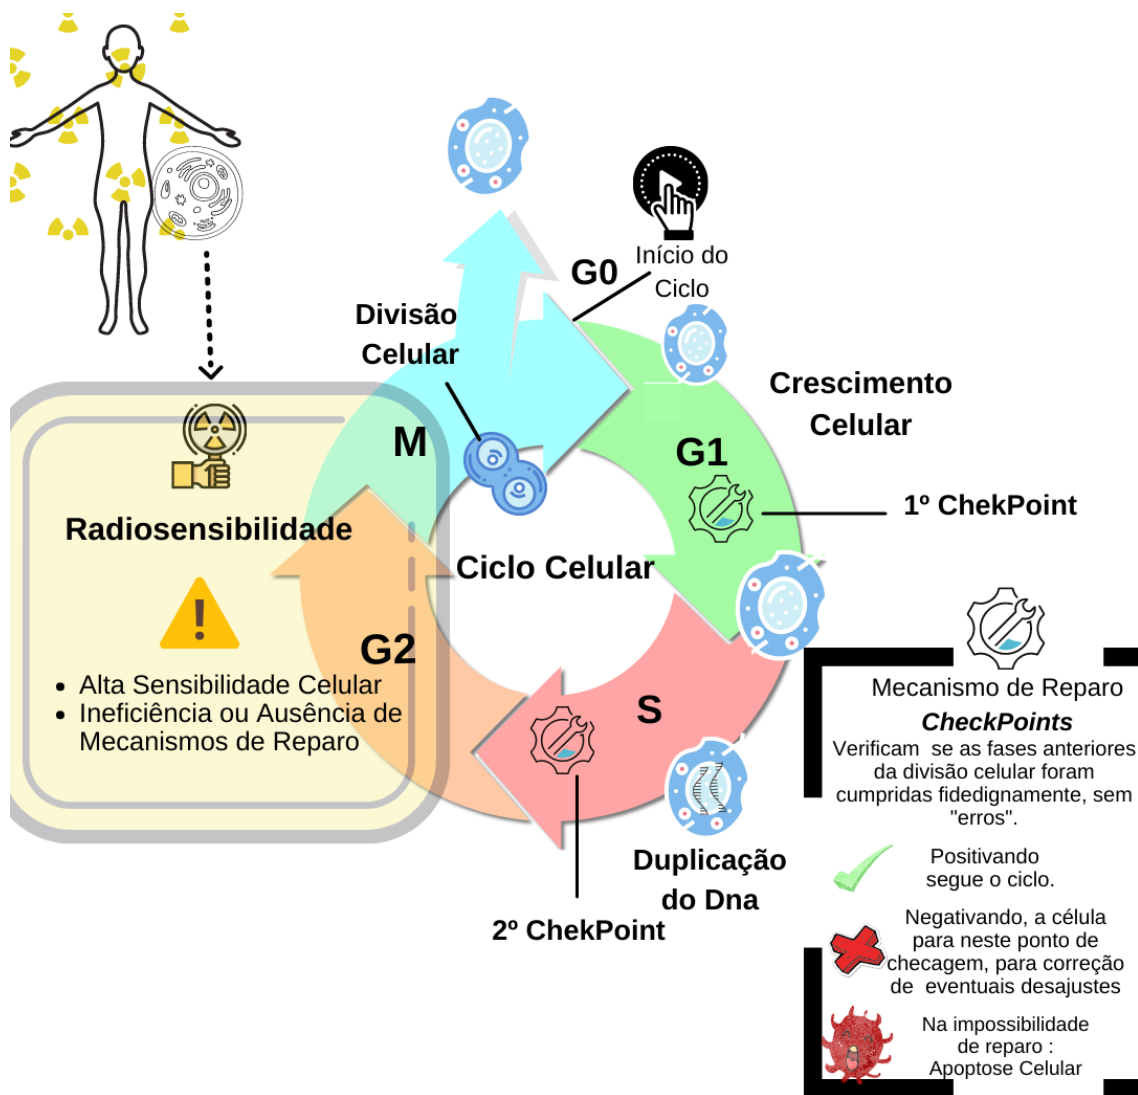 G0
Início do
Ciclo
Divisão
Celular
Crescimento
Celular
M
G1
1º ChekPoint
Radiosensibilidade
Ciclo Celular
G2
Alta Sensibilidade Celular
Ineficiência ou Ausência de
Mecanismos de Reparo
S
Duplicação
do Dna
2º ChekPoint
Mecanismo de Reparo
CheckPoints
Verificam se as fases anteriores
da divisão celular foram
cumpridas fidedignamente, sem
"erros".
Positivando
segue o ciclo.
Negativando, a célula
para neste ponto de
checagem, para correção
de eventuais desajustes
Na impossibilidade
de reparo :
Apoptose Celular